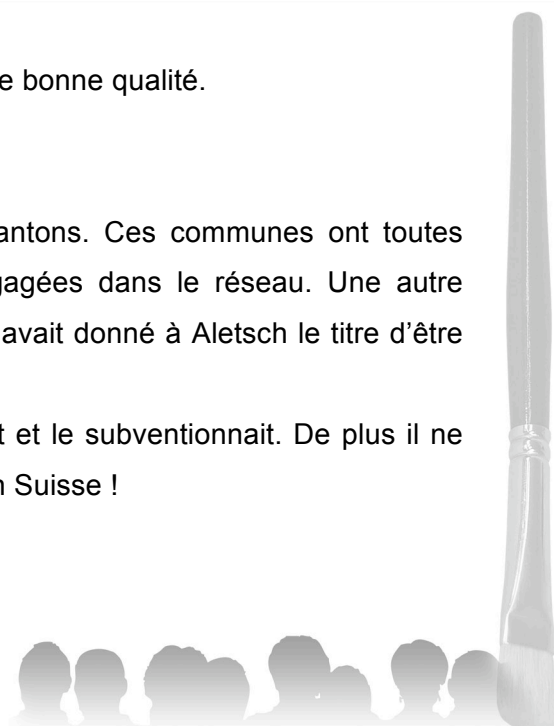 e bonne qualité.
antons. Ces communes ont toutes
gagées dans le réseau. Une autre
avait donné à Aletsch le titre d’être
t et le subventionnait. De plus il ne
n Suisse !